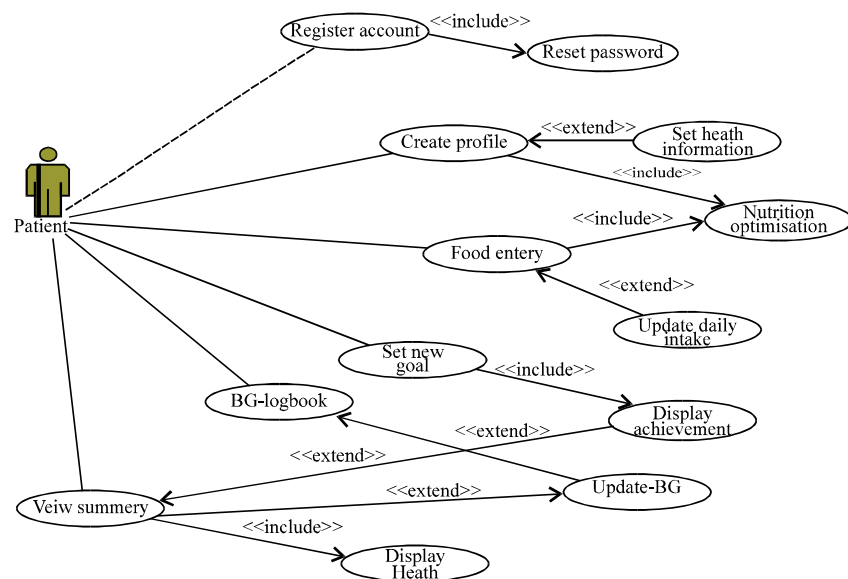 <<include>>
Register account
Reset password
<<extend>>
Create profile
Set heath
information
<<include>>
Patient
<<include>>
Nutrition
optimisation
Food entery
<<extend>>
Update daily
intake
Set new
goal
<<include>>
BG-logbook
Display
achievement
<<extend>>
<<extend>>
Veiw summery
<<extend>>
Update-BG
<<include>>
Display
Heath